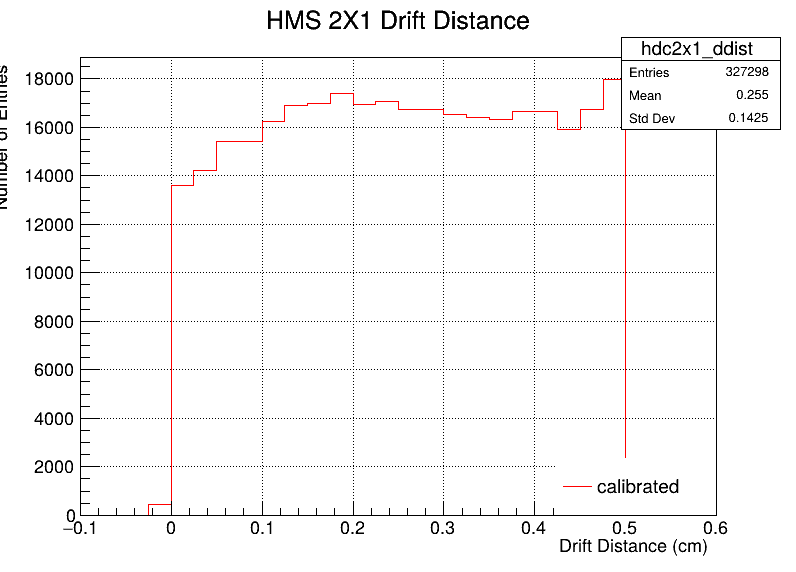 HMS 2X1 Drift Distance
hdc2x1_ddist
Entries 327298
Mean 0.255
Std Dev 0.1425
Number of Entries
18000
16000
14000
12000
10000
8000
6000
4000
2000
0
calibrated
−0.1 0 0.1 0.2 0.3 0.4 0.5 0.6
Drift Distance (cm)